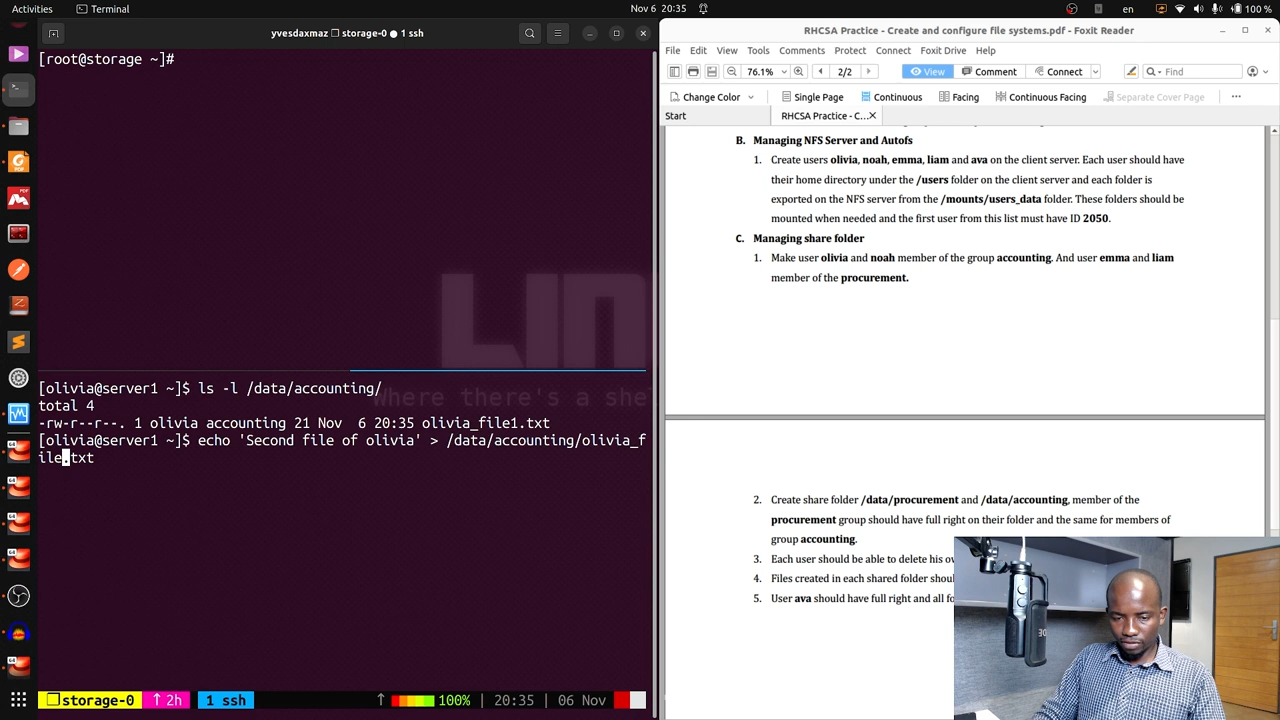 Activities
Terminal
Nov 6 20:35
100 %
yvesdaxmaz
storage-0
1 ssh
[root@storage ~]#
LIN
Where there's a she
[olivia@server1 ~]$ ls -l /data/accounting/
total 4
-rw-r--r--. 1 olivia accounting 21 Nov  6 20:35 olivia_file1.txt
[olivia@server1 ~]$ echo 'Second file of olivia' > /data/accounting/olivia_f
ile.txt
storage-0
↑ 2h
1 ssh
↑
100% | 20:35 | 06 Nov
RHCSA Practice - Create and configure file systems.pdf - Foxit Reader
File Edit View Tools Comments Protect Connect Foxit Drive Help
76.1%
2/2
View
Comment
Connect
Find
Change Color
Single Page
Continuous
Facing
Continuous Facing
Separate Cover Page
Start
RHCSA Practice - C...
B. Managing NFS Server and Autofs
1. Create users olivia, noah, emma, liam and ava on the client server. Each user should have
their home directory under the /users folder on the client server and each folder is
exported on the NFS server from the /mounts/users_data folder. These folders should be
mounted when needed and the first user from this list must have ID 2050.
C. Managing share folder
1. Make user olivia and noah member of the group accounting. And user emma and liam
member of the procurement.
2. Create share folder /data/procurement and /data/accounting, member of the
procurement group should have full right on their folder and the same for members of
group accounting.
3. Each user should be able to delete his
4. Files created in each shared folder
5. User ava should have full right and all